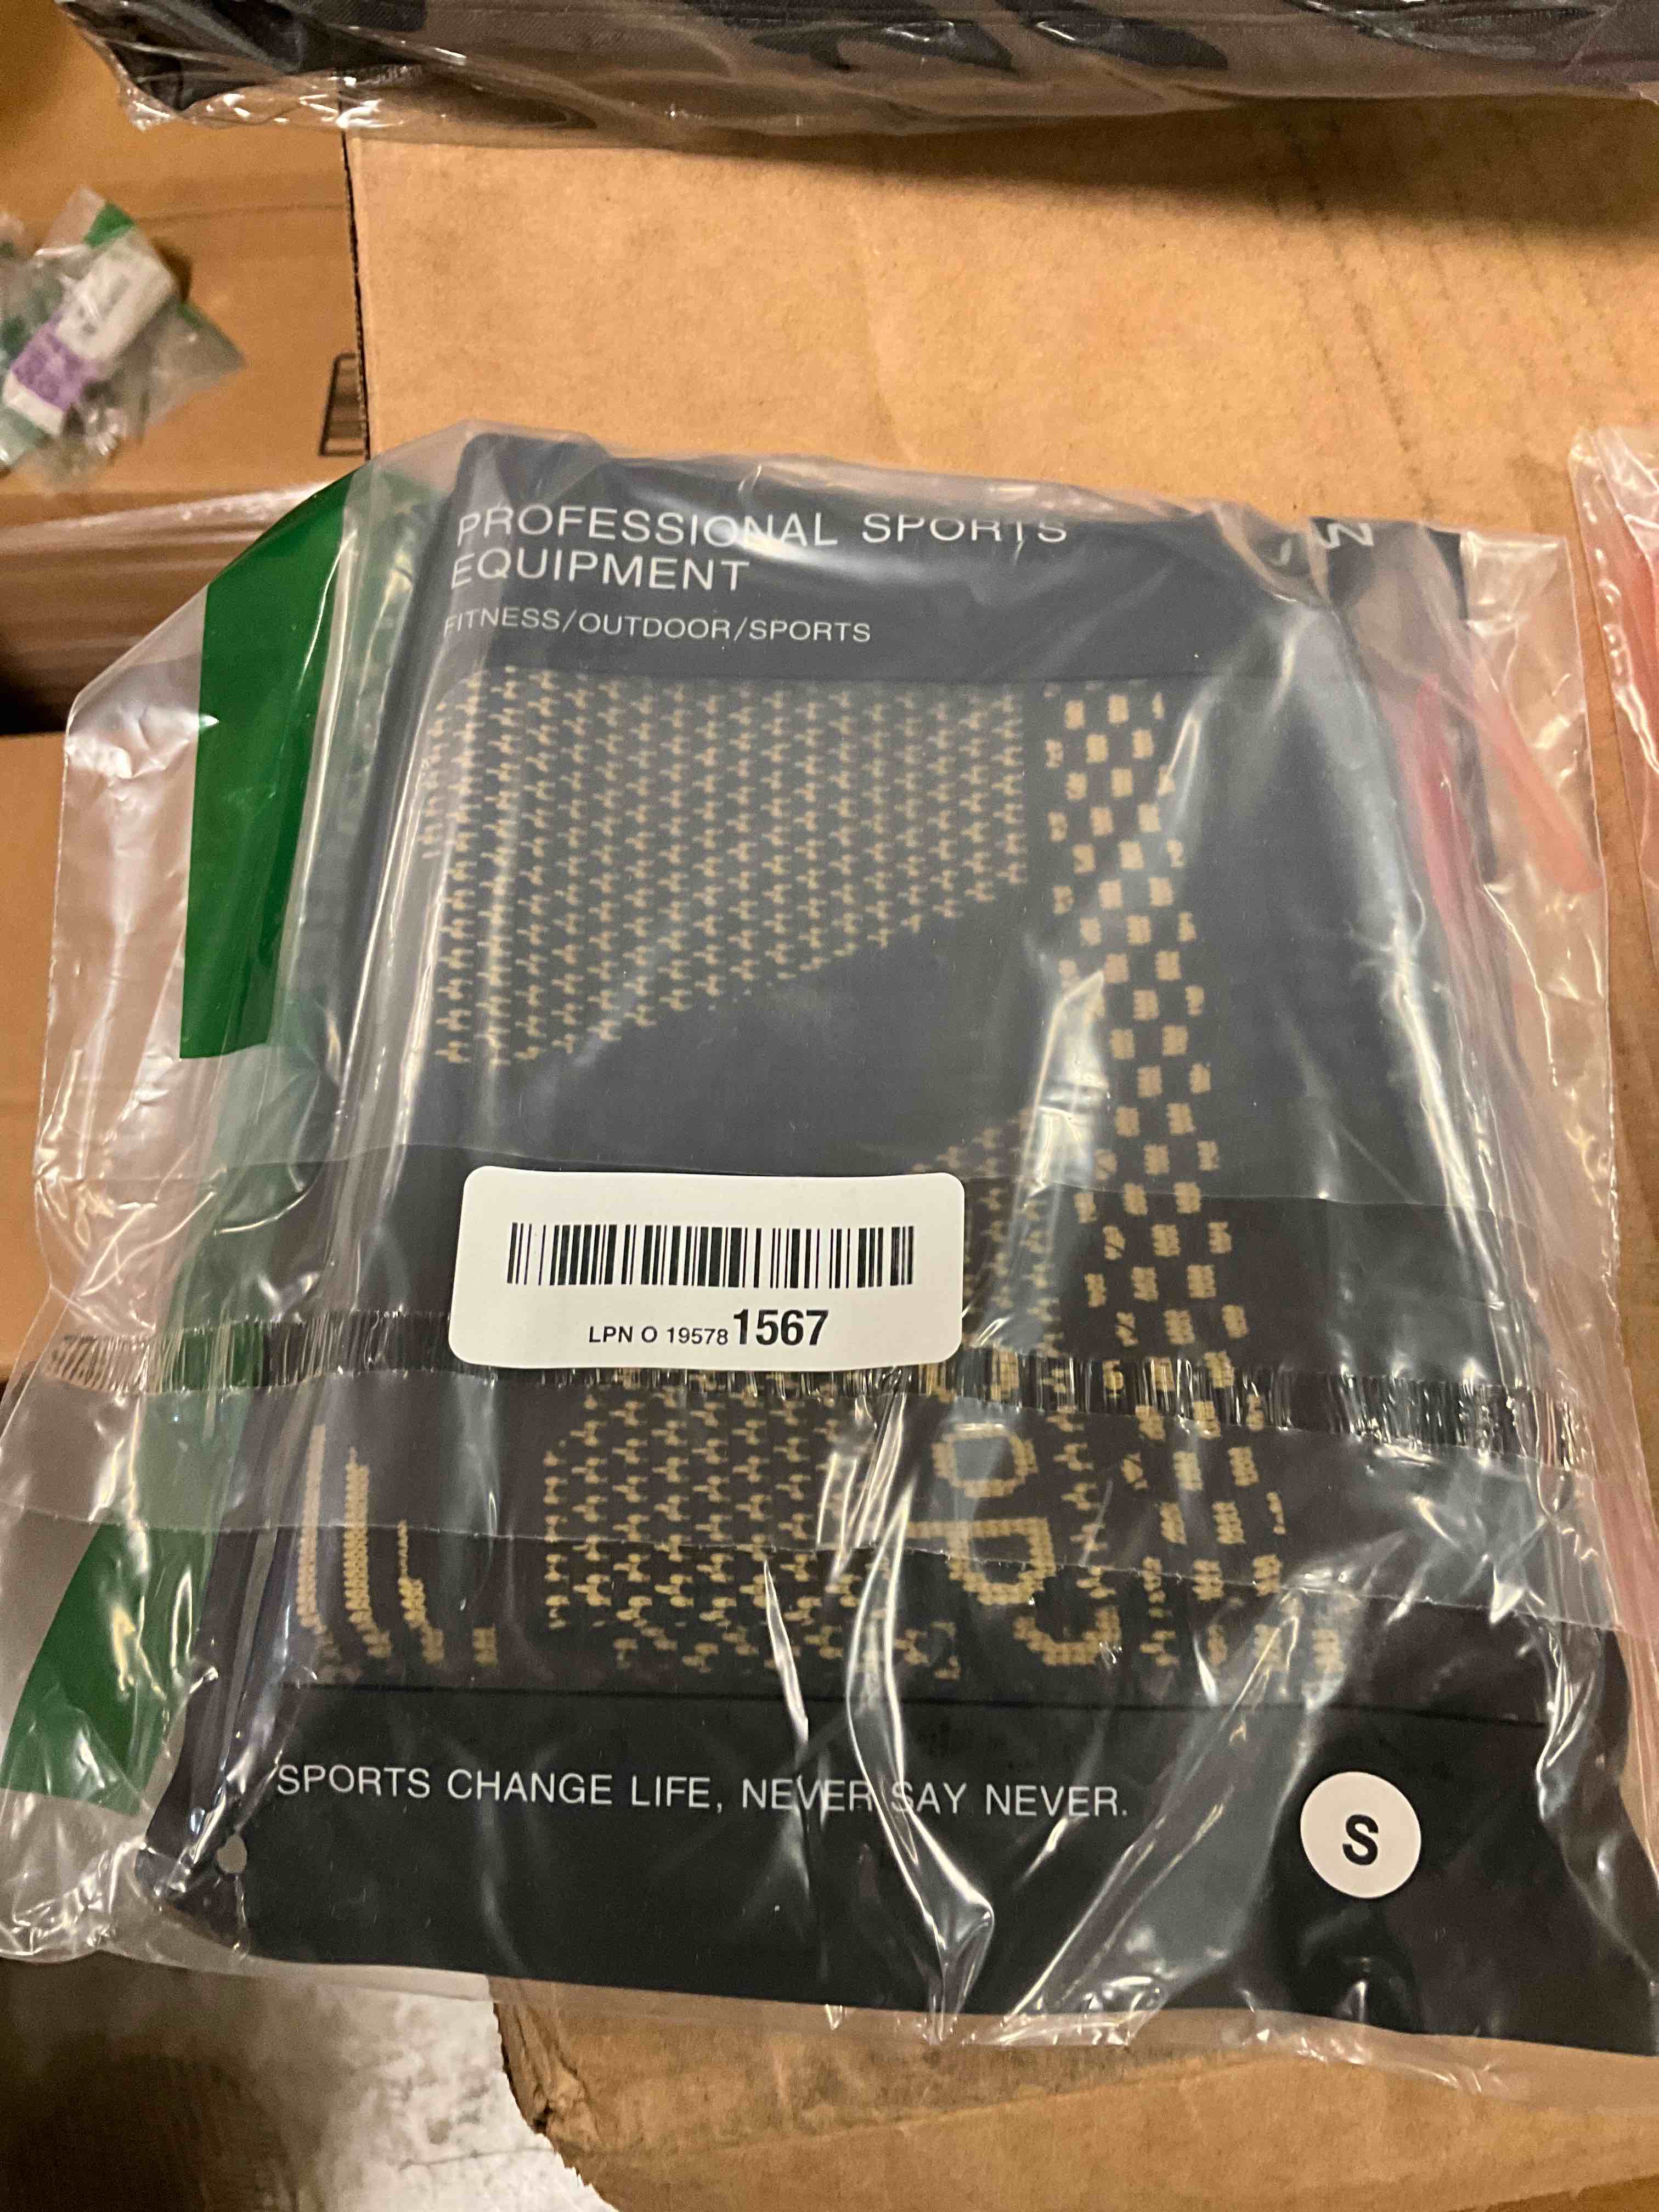 PROFESSIONAL SPORTS
EQUIPMENT
FITNESS/OUTDOOR/SPORTS
LPN O 195781567
SPORTS CHANGE LIFE, NEVER SAY NEVER.
S